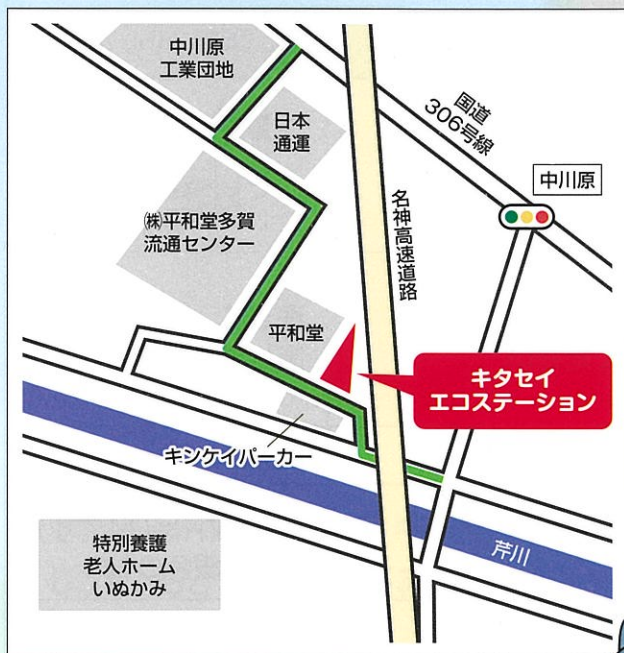 中川原
工業団地
日本
通運
国道
306号線
中川原
㈱平和堂多賀
流通センター
名神高速道路
平和堂
キタセイ
エコステーション
キンケイパーカー
特別養護
老人ホーム
いぬかみ
芹川